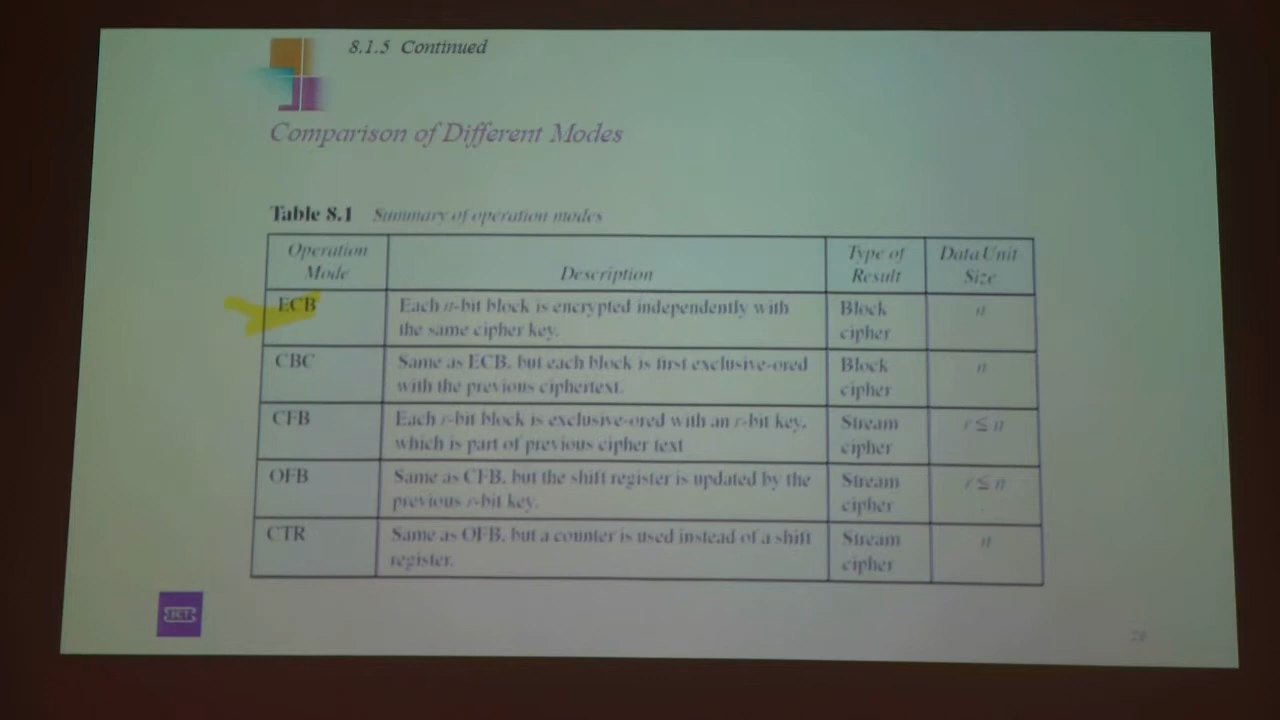 8.1.5 Continued
Comparison of Different Modes
Table 8.1 Summary of operation modes
Operation
Mode
Description
Type of
Result
Data Unit
Size
ECB
Each n-bit block is encrypted independently with
the same cipher key.
Block
cipher
n
CBC
Same as ECB, but each block is first exclusive-ored
with the previous ciphertext.
Block
cipher
n
CFB
Each r-bit block is exclusive-ored with an r-bit key,
which is part of previous cipher text
Stream
cipher
r ≤ n
OFB
Same as CFB, but the shift register is updated by the
previous r-bit key.
Stream
cipher
r ≤ n
CTR
Same as OFB, but a counter is used instead of a shift
register.
Stream
cipher
n